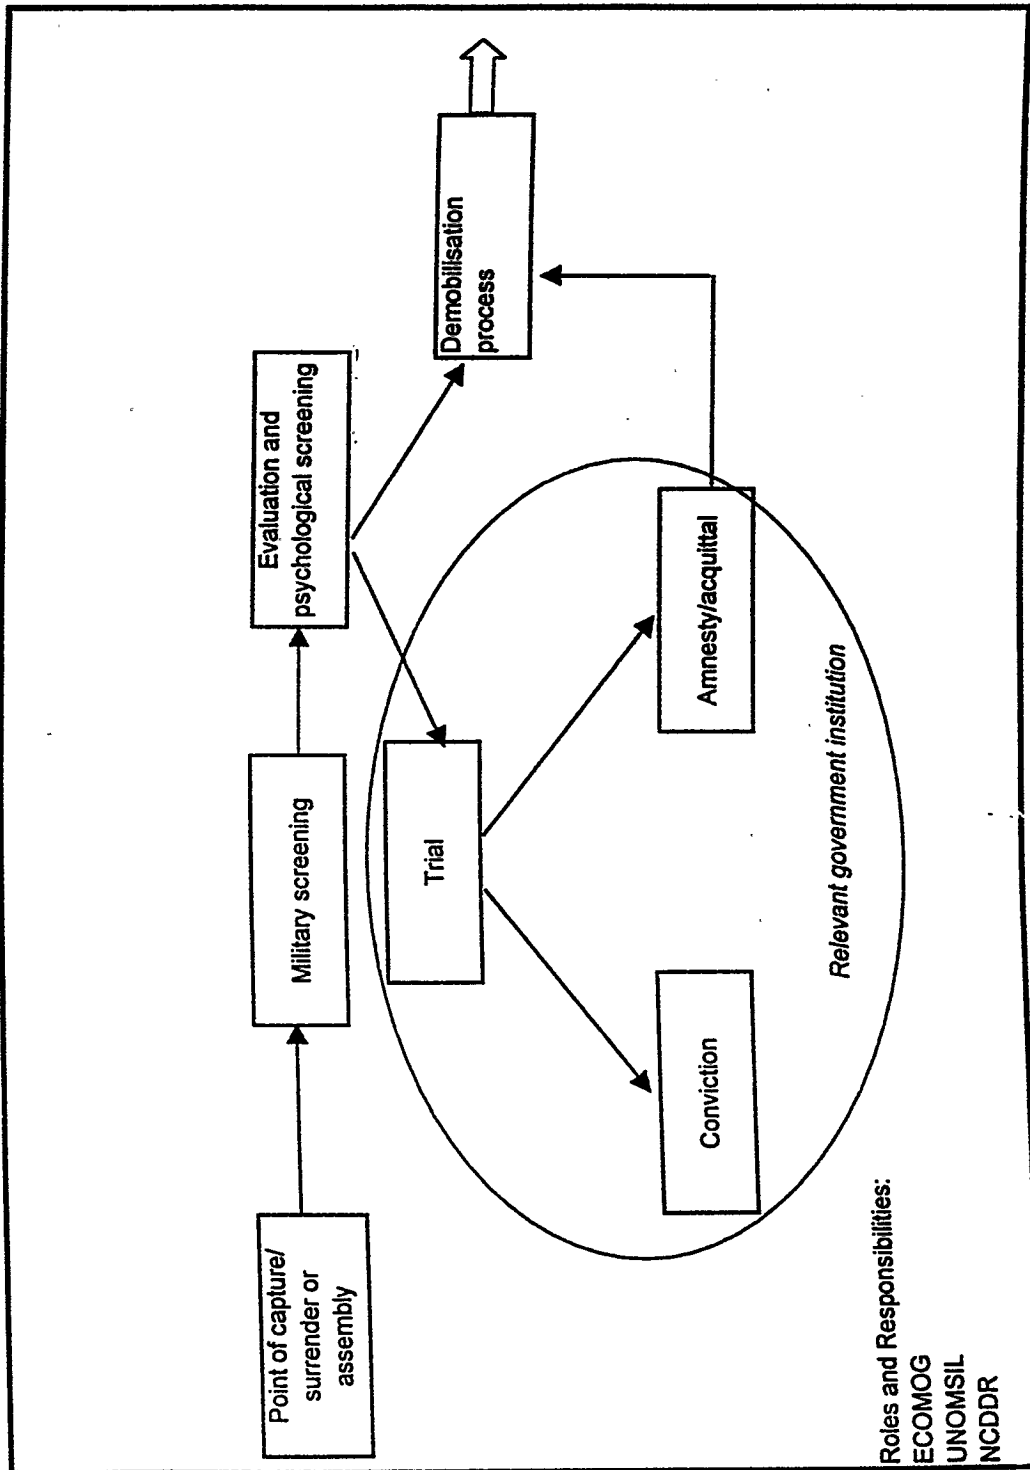 Point of capture/
surrender or
assembly
Military screening
Evaluation and
psychological screening
Demobilisation
process
Trial
Conviction
Amnesty/acquittal
Relevant government institution
Roles and Responsibilities:
ECOMOG
UNOMSIL
NCDDR